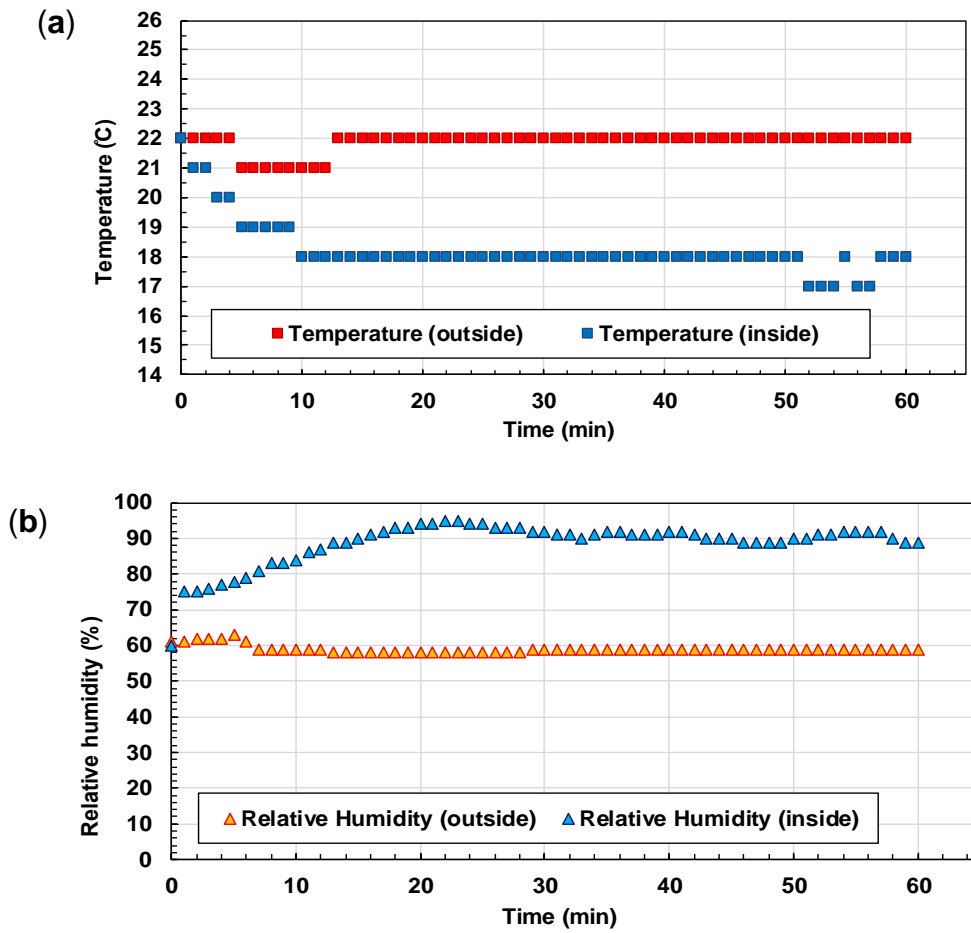 (a)
Temperature (C)
26
25
24
23
22
21
20
19
18
17
16
15
14
Temperature (outside) Temperature (inside)
0 10 20 30 40 50 60
Time (min)
(b)
Relative humidity (%)
100
90
80
70
60
50
40
30
20
10
0
Relative Humidity (outside) Relative Humidity (inside)
0 10 20 30 40 50 60
Time (min)